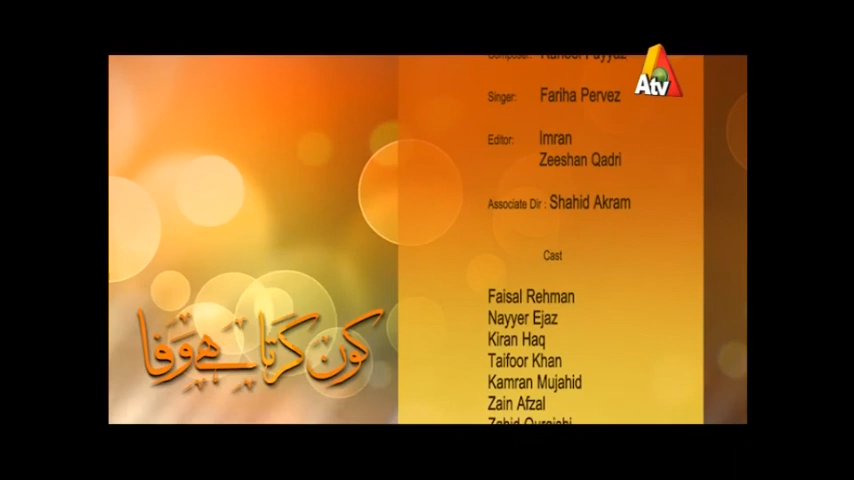 Atv
Singer: Fariha Pervez
Editor: Imran
Zeeshan Qadri
Associate Dir : Shahid Akram
Cast
Faisal Rehman
Nayyer Ejaz
Kiran Haq
Taifoor Khan
Kamran Mujahid
Zain Afzal
کون کرتا ہے وفا